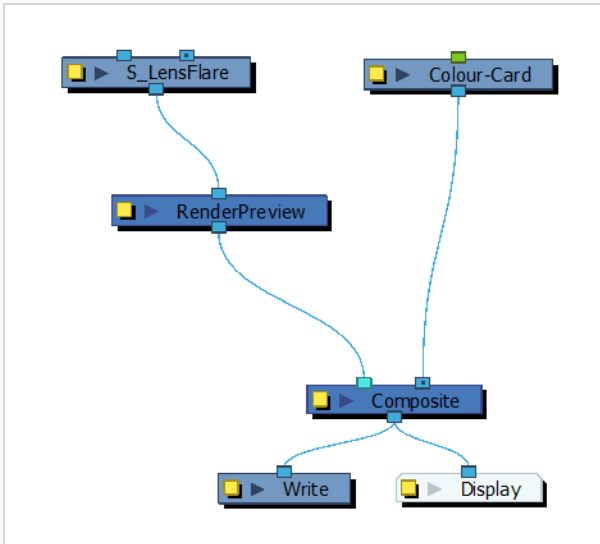 S_LensFlare
Colour-Card
RenderPreview
Composite
Write
Display